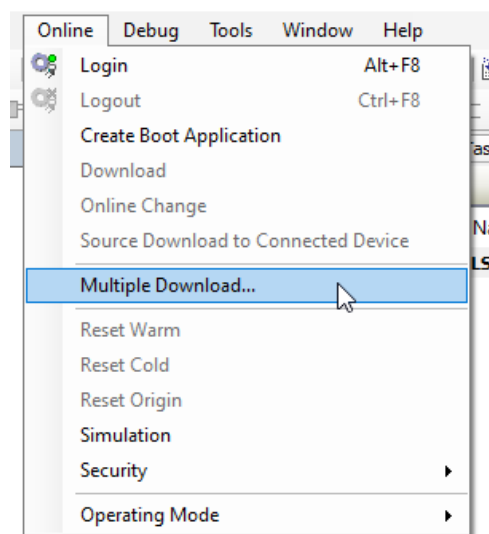 Online Debug Tools Window Help
Login Alt+F8
Logout Ctrl+F8
Create Boot Application
Download
Online Change
Source Download to Connected Device
Multiple Download...
Reset Warm
Reset Cold
Reset Origin
Simulation
Security
Operating Mode